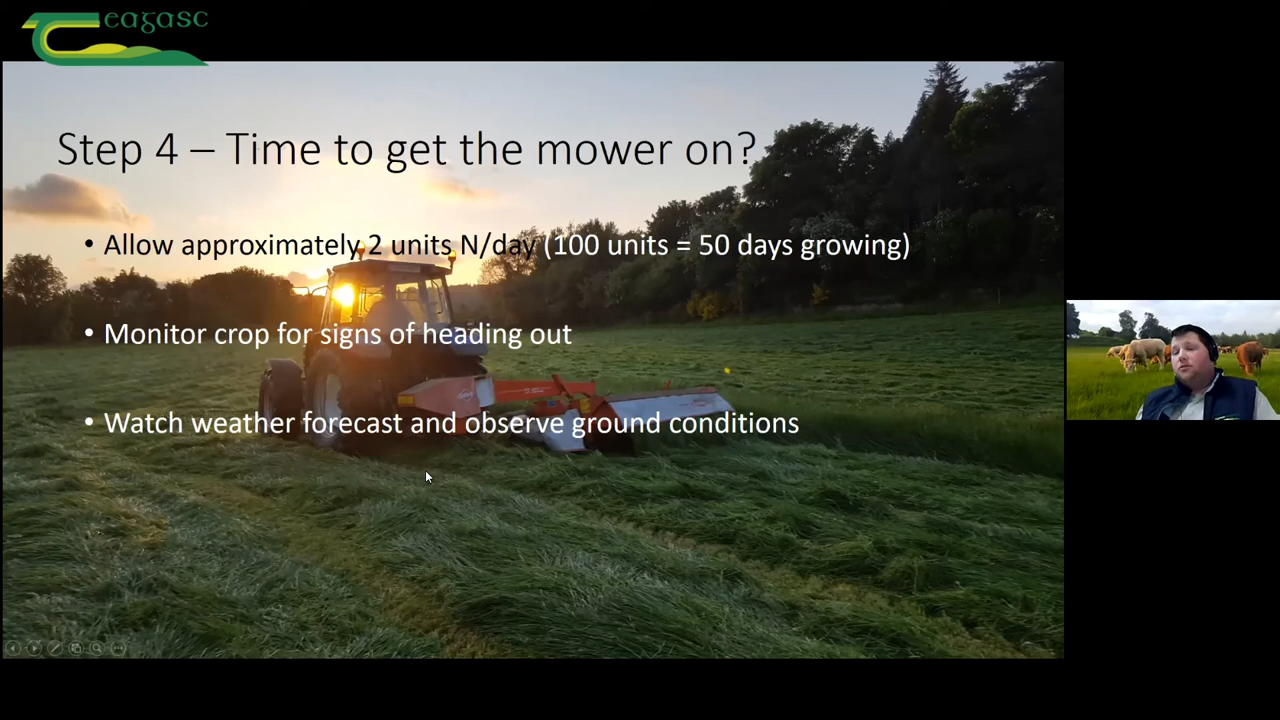 eagasc
Step 4 – Time to get the mower on?
• Allow approximately 2 units N/day (100 units = 50 days growing)
• Monitor crop for signs of heading out
• Watch weather forecast and observe ground conditions